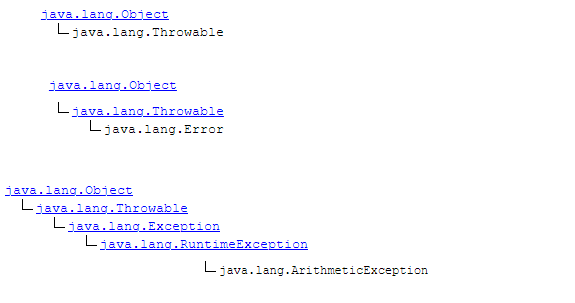 java.lang.Object
java.lang.Throwable
java.lang.Object
java.lang.Throwable
java.lang.Error
java.lang.Object
java.lang.Throwable
java.lang.Exception
java.lang.RuntimeException
java.lang.ArithmeticException